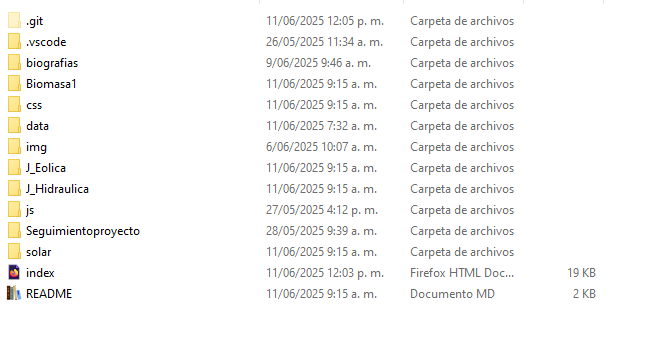 .git 11/06/2025 12:05 p. m. Carpeta de archivos
.vscode 26/05/2025 11:34 a. m. Carpeta de archivos
biografias 9/06/2025 9:46 a. m. Carpeta de archivos
Biomasa1 11/06/2025 9:15 a. m. Carpeta de archivos
css 11/06/2025 9:15 a. m. Carpeta de archivos
data 11/06/2025 7:32 a. m. Carpeta de archivos
img 6/06/2025 10:07 a. m. Carpeta de archivos
J_Eolica 11/06/2025 9:15 a. m. Carpeta de archivos
J_Hidraulica 11/06/2025 9:15 a. m. Carpeta de archivos
js 27/05/2025 4:12 p. m. Carpeta de archivos
Seguimientoproyecto 28/05/2025 9:39 a. m. Carpeta de archivos
solar 11/06/2025 9:15 a. m. Carpeta de archivos
index 11/06/2025 12:03 p. m. Firefox HTML Doc... 19 KB
README 11/06/2025 9:15 a. m. Documento MD 2 KB